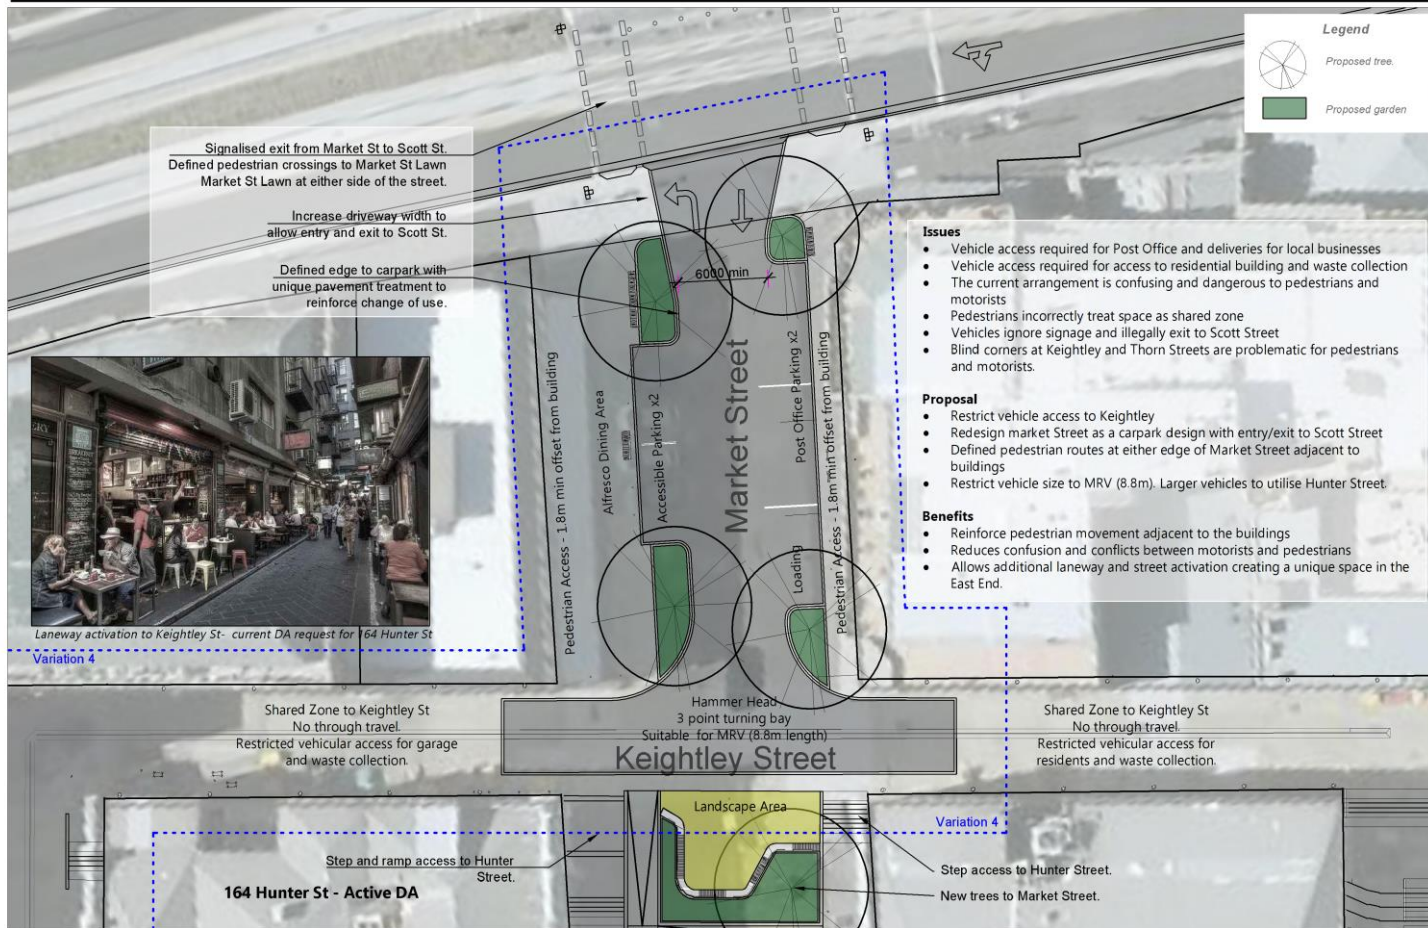 Legend
Proposed tree.
Proposed garden
Signalised exit from Market St to Scott St.
Defined pedestrian crossings to Market St Lawn
Market St Lawn at either side of the street.
Increase driveway width to
allow entry and exit to Scott St.
Defined edge to carpark with
unique pavement treatment to
reinforce change of use.
6000 min
Issues
• Vehicle access required for Post Office and deliveries for local businesses
• Vehicle access required for access to residential building and waste collection
• The current arrangement is confusing and dangerous to pedestrians and
motorists
• Pedestrians incorrectly treat space as shared zone
• Vehicles ignore signage and illegally exit to Scott Street
• Blind corners at Keightley and Thorn Streets are problematic for pedestrians
and motorists.
Proposal
• Restrict vehicle access to Keightley
• Redesign market Street as a carpark design with entry/exit to Scott Street
• Defined pedestrian routes at either edge of Market Street adjacent to
buildings
• Restrict vehicle size to MRV (8.8m). Larger vehicles to utilise Hunter Street.
Benefits
• Reinforce pedestrian movement adjacent to the buildings
• Reduces confusion and conflicts between motorists and pedestrians
• Allows additional laneway and street activation creating a unique space in the
East End.
Pedestrian Access - 1.8m min offset from building
Alfresco Dining Area
Accessible Parking x2
Market Street
Post Office Parking x2
Loading
Pedestrian Access - 1.8m min offset from building
Laneway activation to Keightley St- current DA request for 164 Hunter St
Variation 4
Shared Zone to Keightley St
No through travel.
Restricted vehicular access for garage
and waste collection.
Hammer Head
3 point turning bay
Suitable for MRV (8.8m length)
Keightley Street
Shared Zone to Keightley St
No through travel.
Restricted vehicular access for
residents and waste collection.
Landscape Area
Variation 4
Step and ramp access to Hunter
Street.
164 Hunter St - Active DA
Step access to Hunter Street.
New trees to Market Street.